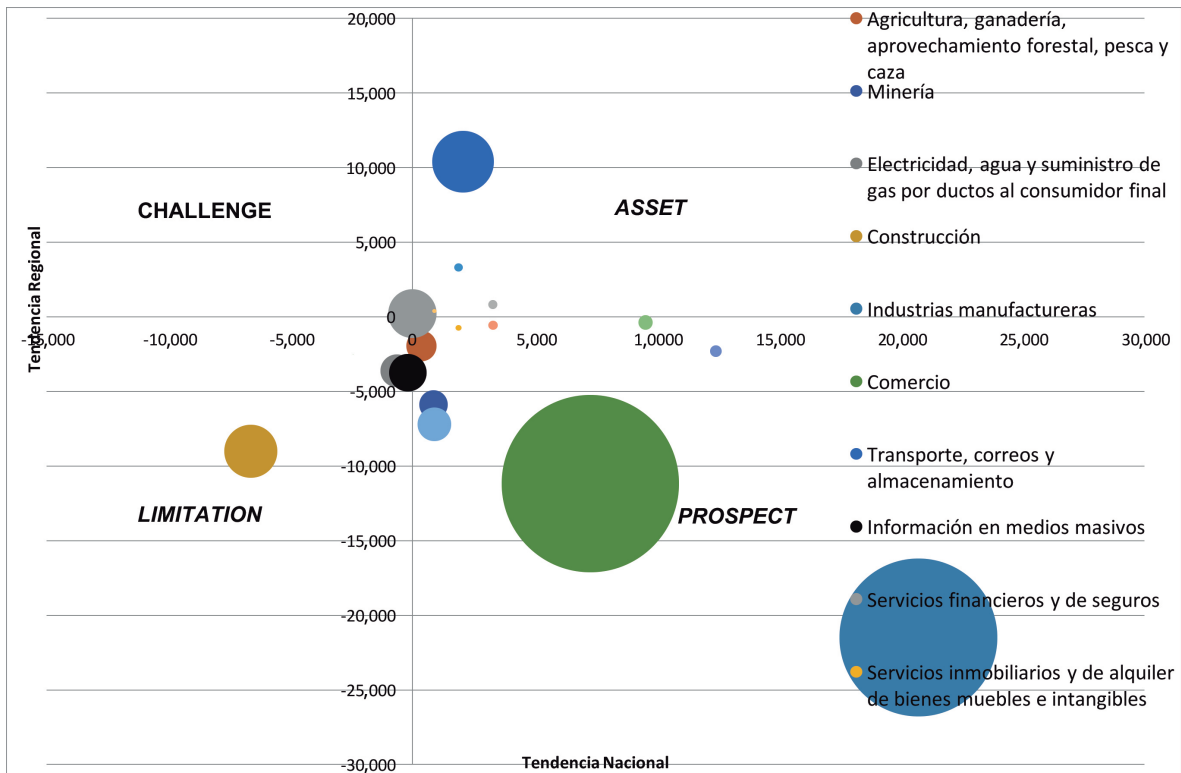 20,000
15,000
10,000
5,000
0
-5,000
-10,000
-15,000
-20,000
-25,000
-30,000
-15,000
-10,000
-5,000
0
5,000
10,000
15,000
20,000
25,000
30,000
Tendencia Regional
Tendencia Nacional
CHALLENGE
ASSET
LIMITATION
PROSPECT
Agricultura, ganadería,
aprovechamiento forestal, pesca y
caza
Minería
Electricidad, agua y suministro de
gas por ductos al consumidor final
Construcción
Industrias manufactureras
Comercio
Transporte, correos y
almacenamiento
Información en medios masivos
Servicios financieros y de seguros
Servicios inmobiliarios y de alquiler
de bienes muebles e intangibles